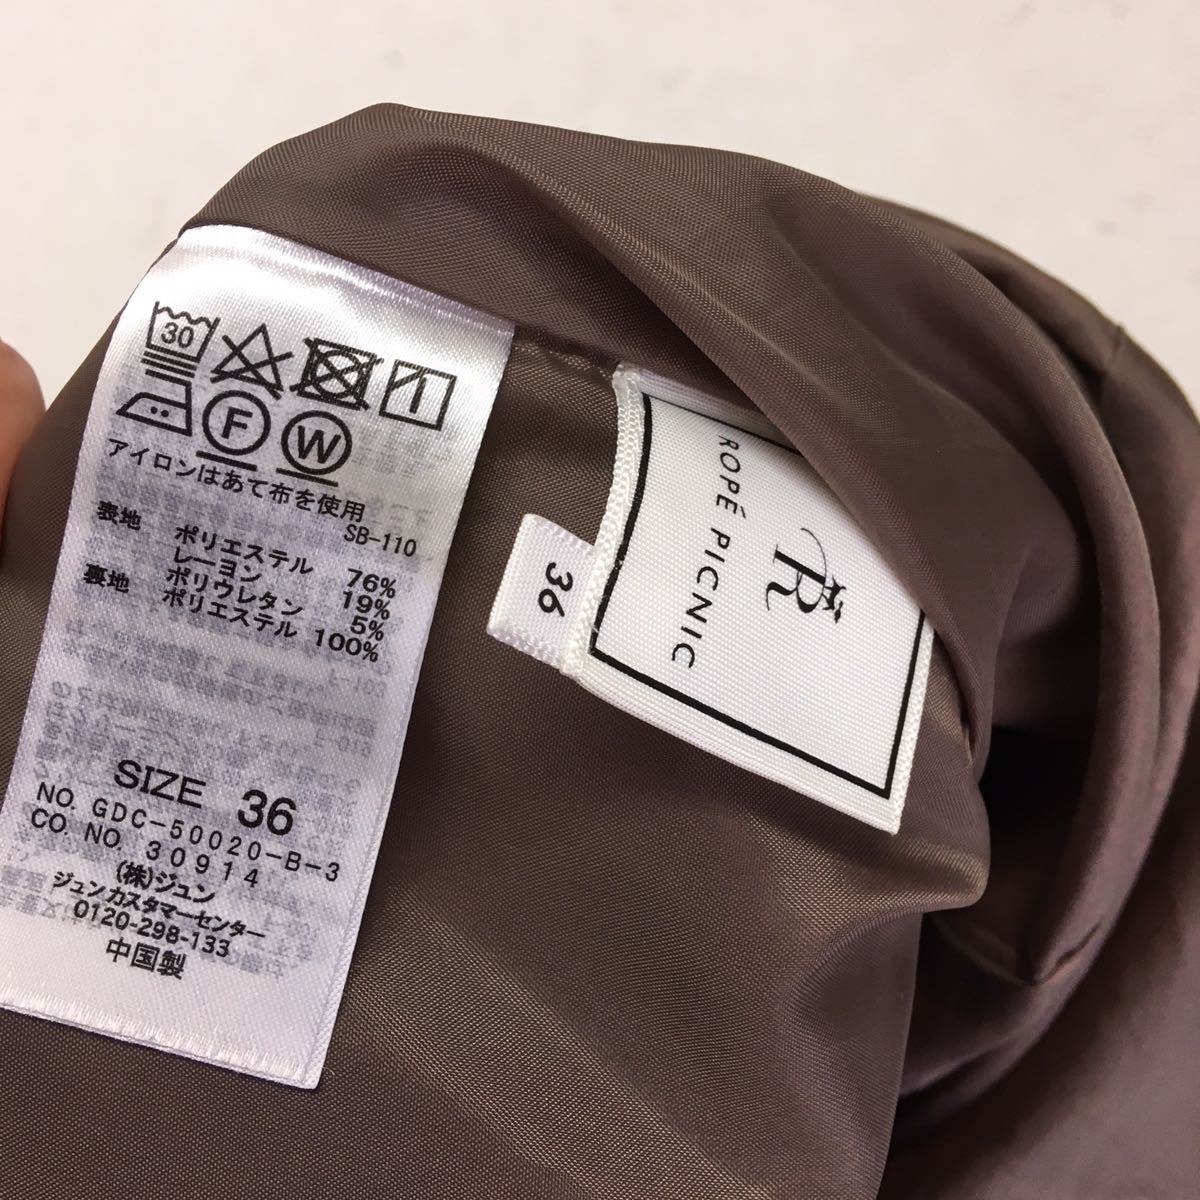 30
F W
アイロンはあて布を使用
SB-110
表地 ポリエステル 76%
レーヨン 19%
ポリウレタン 5%
裏地 ポリエステル 100%
SIZE 36
NO. GDC-50020-B-3
CO. NO. 30914
(株)ジュン
ジュンカスタマーセンター
0120-298-133
中国製
36
R
ROPÉ PICNIC